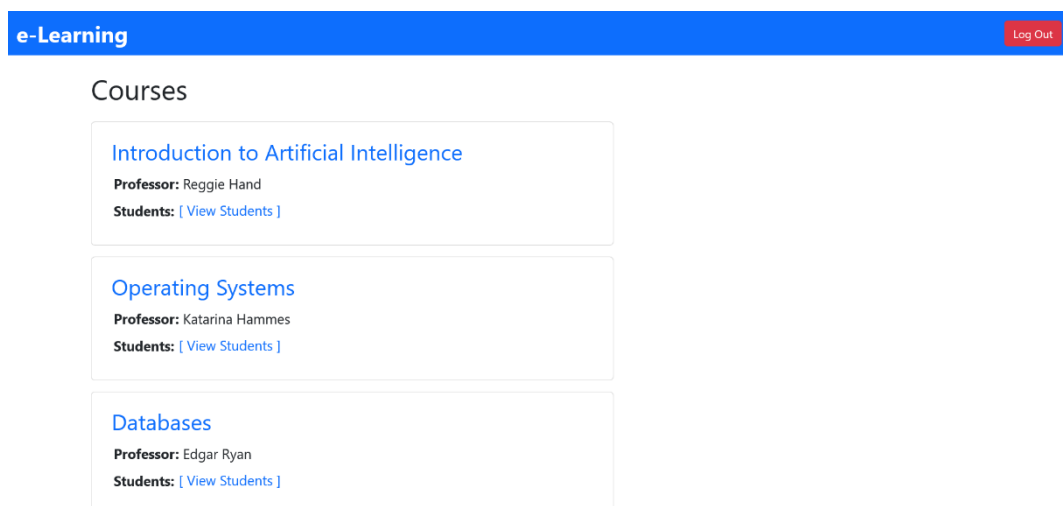 e-Learning
Log Out
Courses
Introduction to Artificial Intelligence
Professor: Reggie Hand
Students: [ View Students ]
Operating Systems
Professor: Katarina Hammes
Students: [ View Students ]
Databases
Professor: Edgar Ryan
Students: [ View Students ]